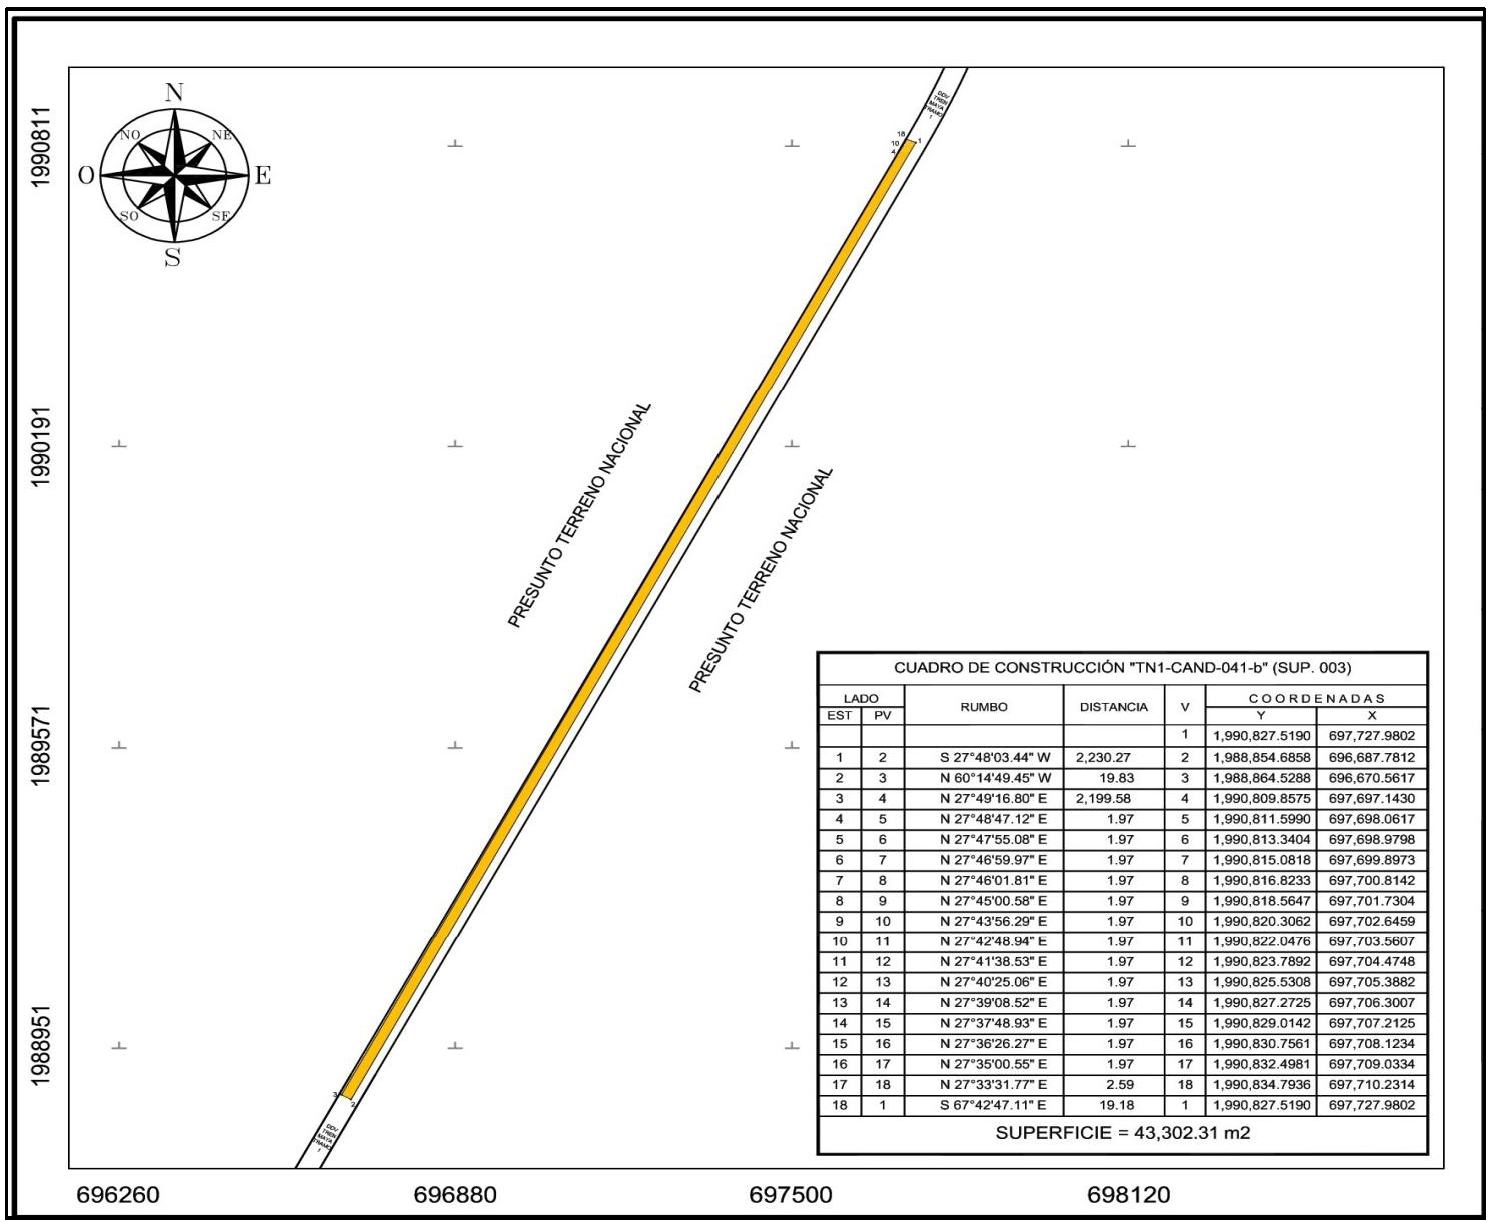 N
NO NE
O E
SO SE
S
1990811
1990191
1989571
1988951
696260 696880 697500 698120
DDV
TREN
MAYA
TRAMO
1
18
10
4
1
PRESUNTO TERRENO NACIONAL
PRESUNTO TERRENO NACIONAL
3
2
DDV
TREN
MAYA
TRAMO
1
CUADRO DE CONSTRUCCIÓN "TN1-CAND-041-b" (SUP. 003)
LADO RUMBO DISTANCIA V COORDENADAS
EST PV Y X
1 1,990,827.5190 697,727.9802
1 2 S 27°48'03.44" W 2,230.27 2 1,988,854.6858 696,687.7812
2 3 N 60°14'49.45" W 19.83 3 1,988,864.5288 696,670.5617
3 4 N 27°49'16.80" E 2,199.58 4 1,990,809.8575 697,697.1430
4 5 N 27°48'47.12" E 1.97 5 1,990,811.5990 697,698.0617
5 6 N 27°47'55.08" E 1.97 6 1,990,813.3404 697,698.9798
6 7 N 27°46'59.97" E 1.97 7 1,990,815.0818 697,699.8973
7 8 N 27°46'01.81" E 1.97 8 1,990,816.8233 697,700.8142
8 9 N 27°45'00.58" E 1.97 9 1,990,818.5647 697,701.7304
9 10 N 27°43'56.29" E 1.97 10 1,990,820.3062 697,702.6459
10 11 N 27°42'48.94" E 1.97 11 1,990,822.0476 697,703.5607
11 12 N 27°41'38.53" E 1.97 12 1,990,823.7892 697,704.4748
12 13 N 27°40'25.06" E 1.97 13 1,990,825.5308 697,705.3882
13 14 N 27°39'08.52" E 1.97 14 1,990,827.2725 697,706.3007
14 15 N 27°37'48.93" E 1.97 15 1,990,829.0142 697,707.2125
15 16 N 27°36'26.27" E 1.97 16 1,990,830.7561 697,708.1234
16 17 N 27°35'00.55" E 1.97 17 1,990,832.4981 697,709.0334
17 18 N 27°33'31.77" E 2.59 18 1,990,834.7936 697,710.2314
18 1 S 67°42'47.11" E 19.18 1 1,990,827.5190 697,727.9802
SUPERFICIE = 43,302.31 m2